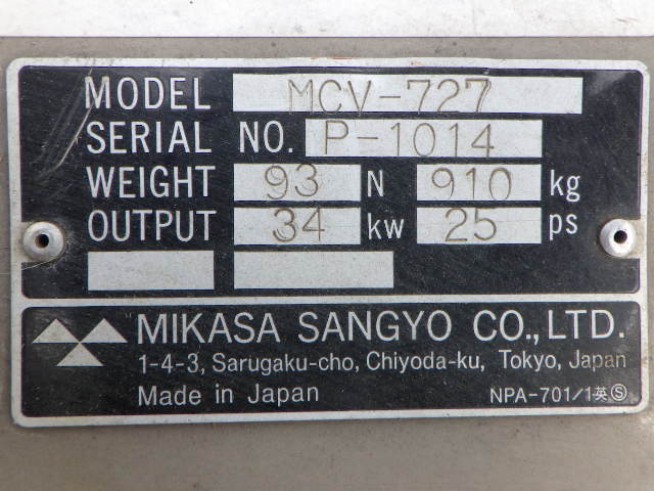 MODEL MCV-727
SERIAL NO. P-1014
WEIGHT 93 N 910 kg
OUTPUT 34 kw 25 ps
MIKASA SANGYO CO., LTD.
1-4-3, Sarugaku-cho, Chiyoda-ku, Tokyo, Japan
Made in Japan NPA-701/1英Ⓢ